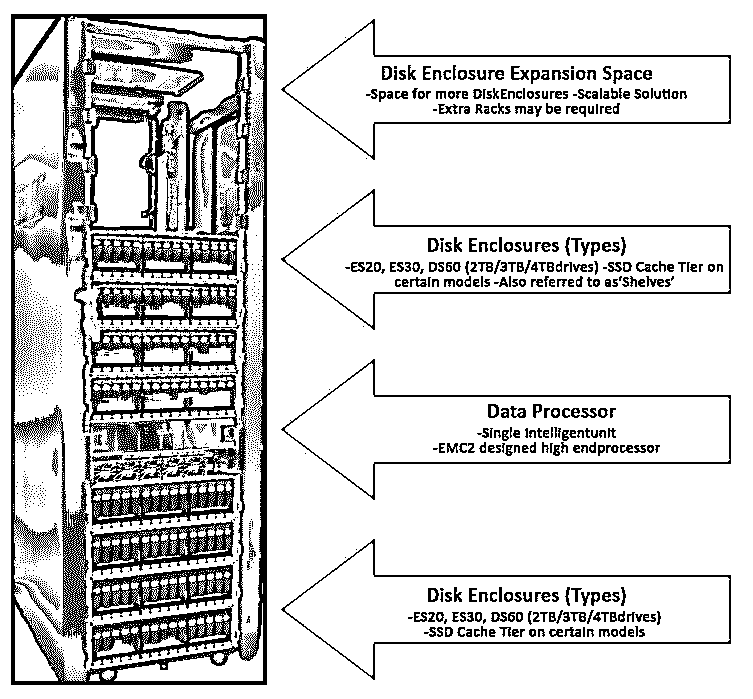 Disk Enclosure Expansion Space
-Space for more DiskEnclosures -Scalable Solution
-Extra Racks may be required
Disk Enclosures (Types)
-ES20, ES30, DS60 (2TB/3TB/4TBdrives) -SSD Cache Tier on
certain models -Also referred to as'Shelves'
Data Processor
-Single Intelligentunit
-EMC2 designed high endprocessor
Disk Enclosures (Types)
-ES20, ES30, DS60 (2TB/3TB/4TBdrives)
-SSD Cache Tier on certain models